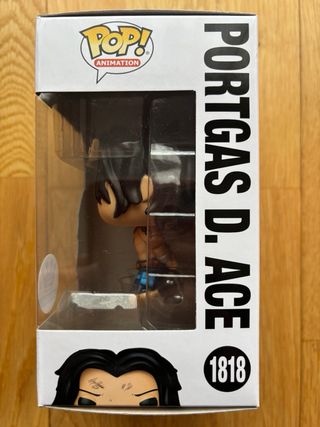 POP!
ANIMATION
PORTGAS D. ACE
1818